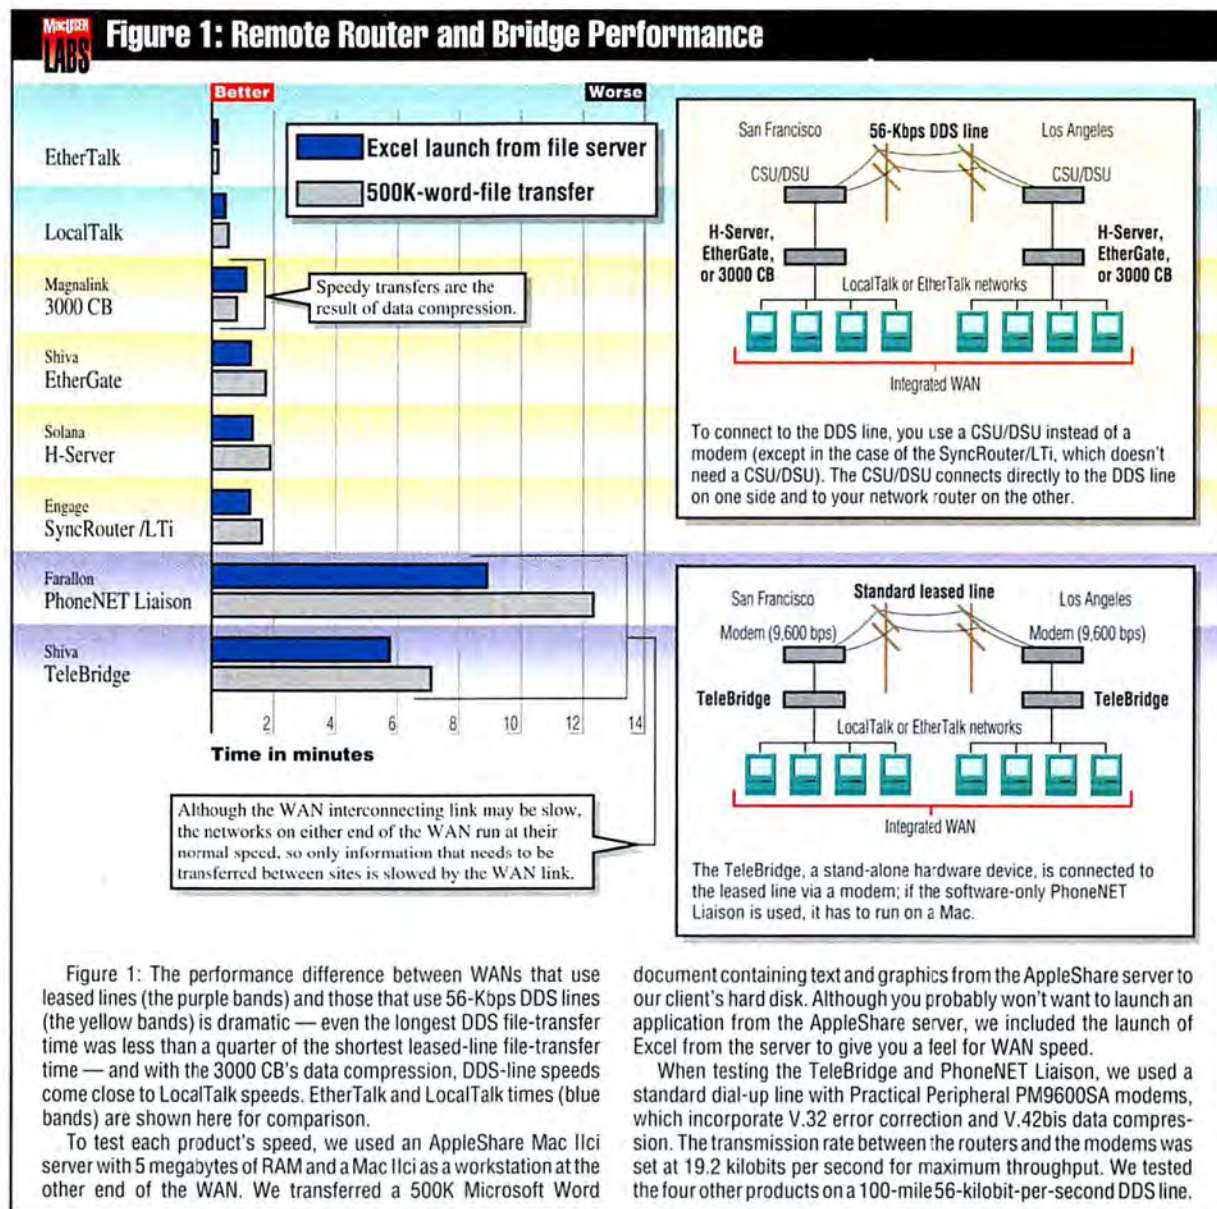 MacUSER
LABS
Figure 1: Remote Router and Bridge Performance
Better
Worse
Excel launch from file server
500K-word-file transfer
EtherTalk
LocalTalk
Magnalink
3000 CB
Speedy transfers are the
result of data compression.
Shiva
EtherGate
Solana
H-Server
Engage
SyncRouter /LTi
Farallon
PhoneNET Liaison
Shiva
TeleBridge
2 4 6 8 10 12 14
Time in minutes
Although the WAN interconnecting link may be slow,
the networks on either end of the WAN run at their
normal speed, so only information that needs to be
transferred between sites is slowed by the WAN link.
San Francisco
56-Kbps DDS line
Los Angeles
CSU/DSU
CSU/DSU
H-Server,
EtherGate,
or 3000 CB
H-Server,
EtherGate,
or 3000 CB
LocalTalk or EtherTalk networks
Integrated WAN
To connect to the DDS line, you use a CSU/DSU instead of a
modem (except in the case of the SyncRouter/LTi, which doesn't
need a CSU/DSU). The CSU/DSU connects directly to the DDS line
on one side and to your network router on the other.
San Francisco
Standard leased line
Los Angeles
Modem (9,600 bps)
Modem (9,600 bps)
TeleBridge
TeleBridge
LocalTalk or EtherTalk networks
Integrated WAN
The TeleBridge, a stand-alone hardware device, is connected to
the leased line via a modem; if the software-only PhoneNET
Liaison is used, it has to run on a Mac.
Figure 1: The performance difference between WANs that use
leased lines (the purple bands) and those that use 56-Kbps DDS lines
(the yellow bands) is dramatic — even the longest DDS file-transfer
time was less than a quarter of the shortest leased-line file-transfer
time — and with the 3000 CB's data compression, DDS-line speeds
come close to LocalTalk speeds. EtherTalk and LocalTalk times (blue
bands) are shown here for comparison.
To test each product's speed, we used an AppleShare Mac IIci
server with 5 megabytes of RAM and a Mac IIci as a workstation at the
other end of the WAN. We transferred a 500K Microsoft Word
document containing text and graphics from the AppleShare server to
our client's hard disk. Although you probably won't want to launch an
application from the AppleShare server, we included the launch of
Excel from the server to give you a feel for WAN speed.
When testing the TeleBridge and PhoneNET Liaison, we used a
standard dial-up line with Practical Peripheral PM9600SA modems,
which incorporate V.32 error correction and V.42bis data compres-
sion. The transmission rate between the routers and the modems was
set at 19.2 kilobits per second for maximum throughput. We tested
the four other products on a 100-mile 56-kilobit-per-second DDS line.